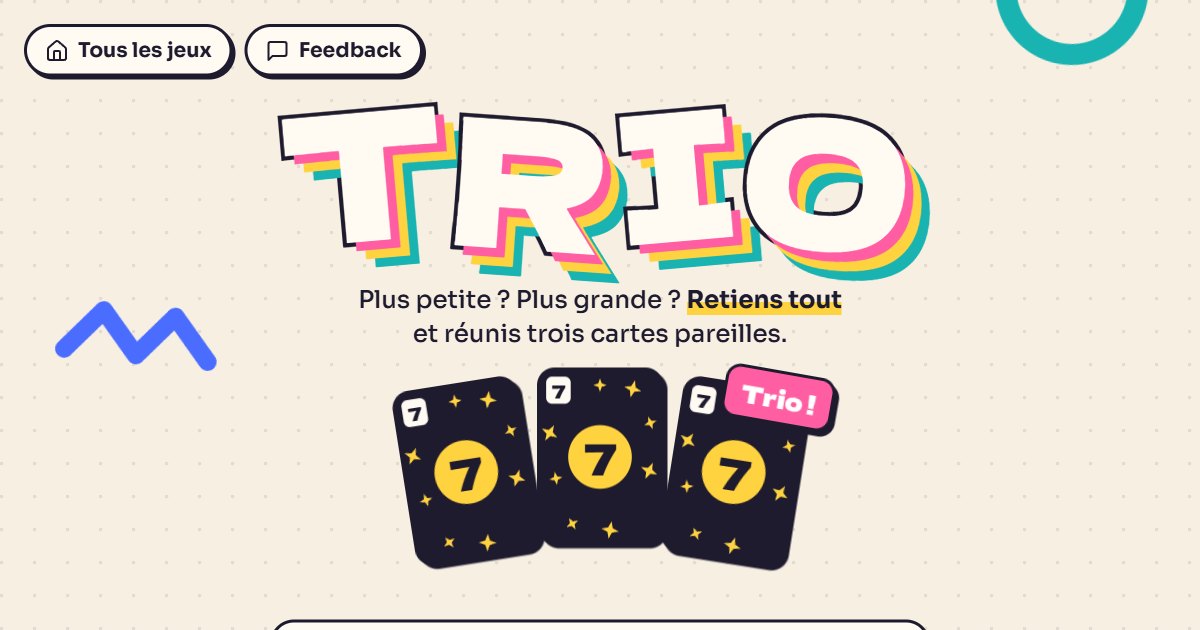 Tous les jeux
Feedback
TRIO
Plus petite ? Plus grande ? Retiens tout
et réunis trois cartes pareilles.
7
7
7
Trio !
7
7
7